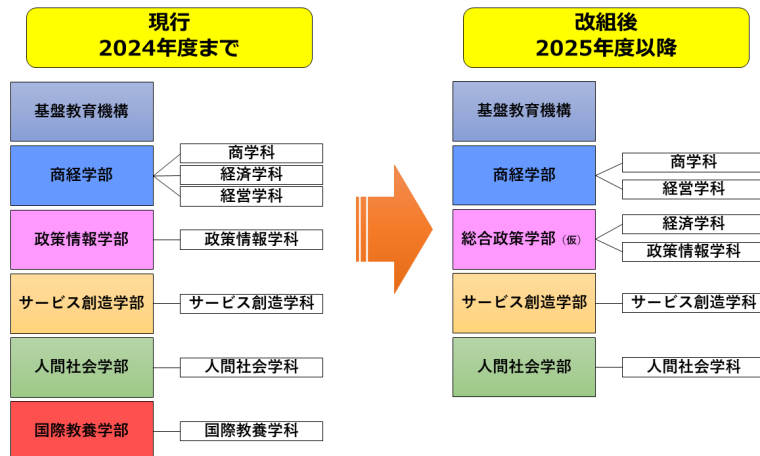 現行
2024年度まで
基盤教育機構
商経学部
商学科
経済学科
経営学科
政策情報学部
政策情報学科
サービス創造学部
サービス創造学科
人間社会学部
人間社会学科
国際教養学部
国際教養学科
改組後
2025年度以降
基盤教育機構
商経学部
商学科
経営学科
総合政策学部（仮）
経済学科
政策情報学科
サービス創造学部
サービス創造学科
人間社会学部
人間社会学科